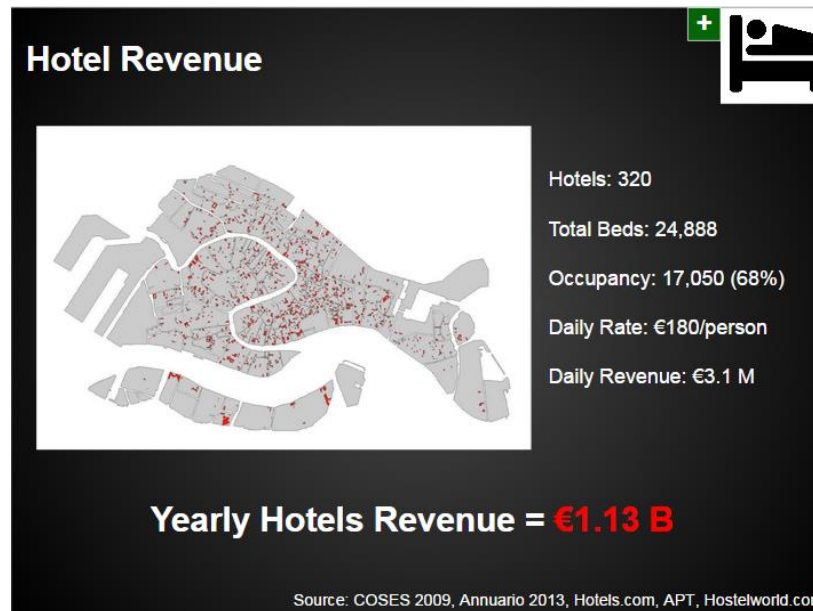 +
Hotel Revenue
Hotels: 320
Total Beds: 24,888
Occupancy: 17,050 (68%)
Daily Rate: €180/person
Daily Revenue: €3.1 M
Yearly Hotels Revenue = €1.13 B
Source: COSES 2009, Annuario 2013, Hotels.com, APT, Hostelworld.com